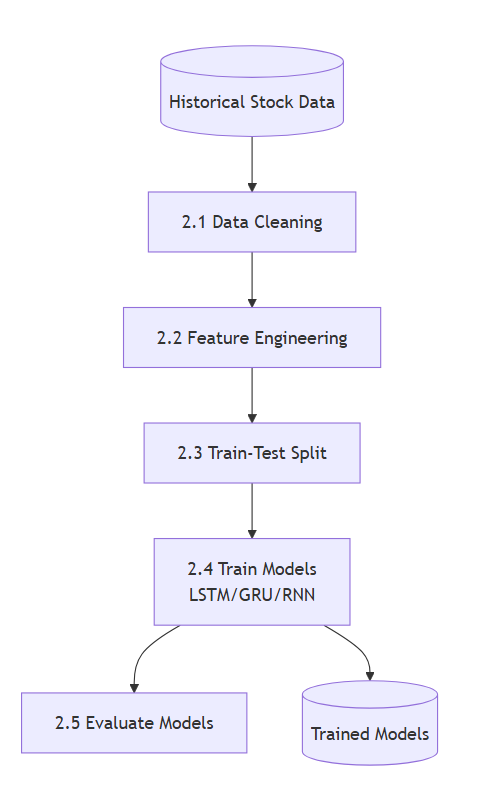 Historical Stock Data
2.1 Data Cleaning
2.2 Feature Engineering
2.3 Train-Test Split
2.4 Train Models
LSTM/GRU/RNN
2.5 Evaluate Models
Trained Models